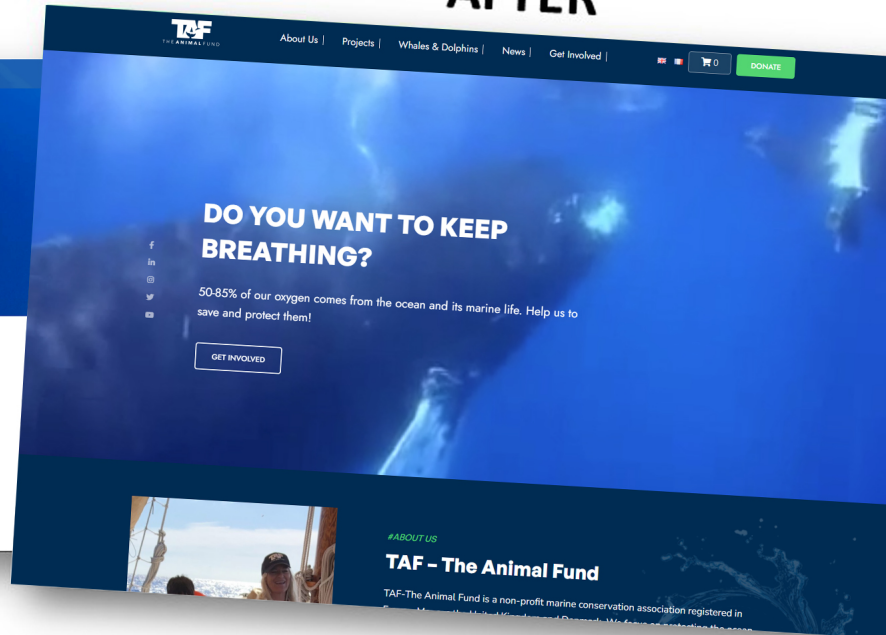 AFTER
TAF
THE ANIMAL FUND
About Us | Projects | Whales & Dolphins | News | Get Involved |
0
DONATE
DO YOU WANT TO KEEP
BREATHING?
50-85% of our oxygen comes from the ocean and its marine life. Help us to
save and protect them!
GET INVOLVED
#ABOUT US
TAF – The Animal Fund
TAF-The Animal Fund is a non-profit marine conservation association registered in